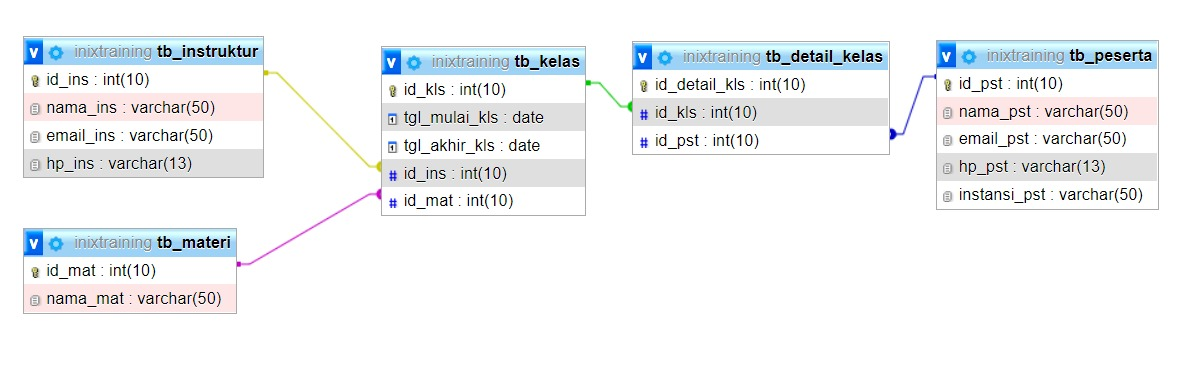 v inixtraining tb_instruktur
id_ins : int(10)
nama_ins : varchar(50)
email_ins : varchar(50)
hp_ins : varchar(13)
v inixtraining tb_materi
id_mat : int(10)
nama_mat : varchar(50)
v inixtraining tb_kelas
id_kls : int(10)
1 tgl_mulai_kls : date
1 tgl_akhir_kls : date
# id_ins : int(10)
# id_mat : int(10)
v inixtraining tb_detail_kelas
id_detail_kls : int(10)
# id_kls : int(10)
# id_pst : int(10)
v inixtraining tb_peserta
id_pst : int(10)
nama_pst : varchar(50)
email_pst : varchar(50)
hp_pst : varchar(13)
instansi_pst : varchar(50)